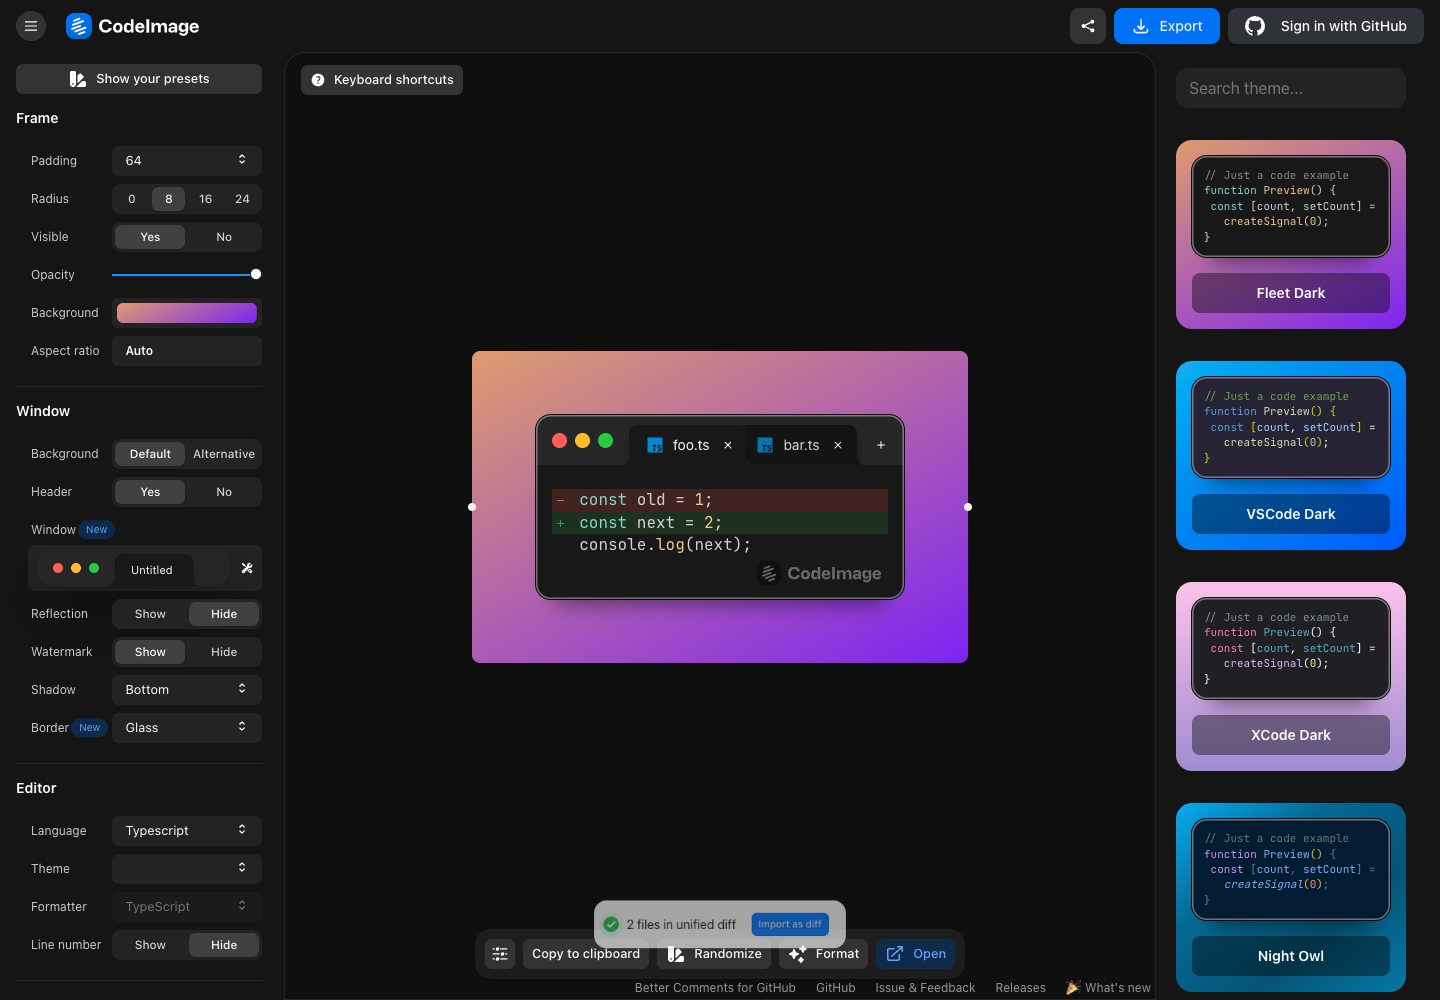 CodeImage
Export
Sign in with GitHub
Show your presets
Keyboard shortcuts
Frame
Padding 64
Radius 0 8 16 24
Visible Yes No
Opacity
Background
Aspect ratio Auto
Window
Background Default Alternative
Header Yes No
Window New
Untitled
Reflection Show Hide
Watermark Show Hide
Shadow Bottom
Border New Glass
Editor
Language Typescript
Theme
Formatter TypeScript
Line number Show Hide
TS foo.ts × TS bar.ts × +
− const old = 1;
+ const next = 2;
console.log(next);
CodeImage
2 files in unified diff Import as diff
Copy to clipboard Randomize Format Open
Better Comments for GitHub GitHub Issue & Feedback Releases 🎉 What's new
Search theme...
// Just a code example
function Preview() {
const [count, setCount] =
createSignal(0);
}
Fleet Dark
// Just a code example
function Preview() {
const [count, setCount] =
createSignal(0);
}
VSCode Dark
// Just a code example
function Preview() {
const [count, setCount] =
createSignal(0);
}
XCode Dark
// Just a code example
function Preview() {
const [count, setCount] =
createSignal(0);
}
Night Owl